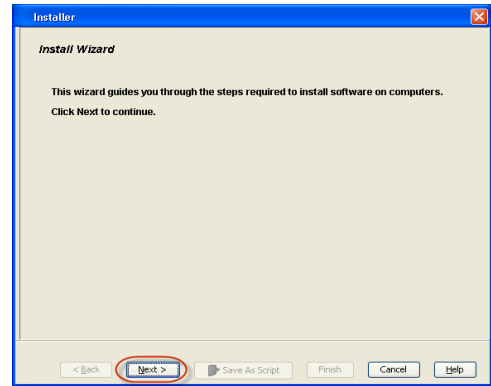 Installer
Install Wizard
This wizard guides you through the steps required to install software on computers.
Click Next to continue.
< Back Next > Save As Script Finish Cancel Help